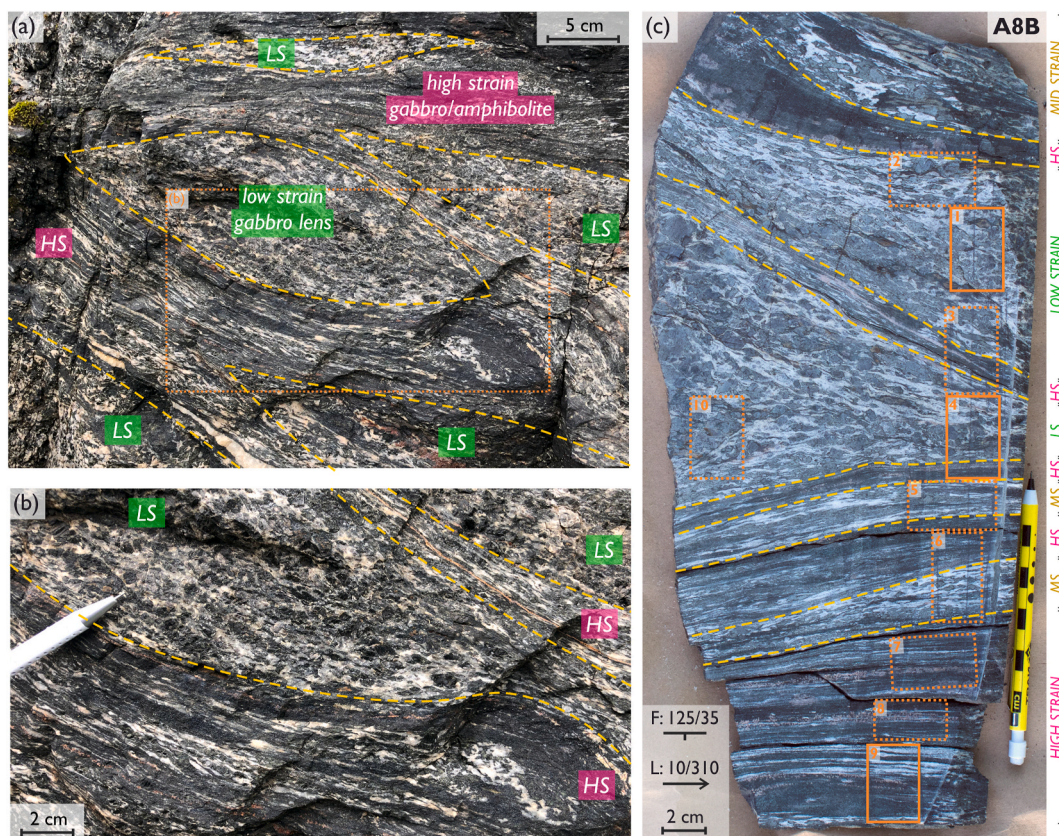 (a)
LS
5 cm
high strain
gabbro/amphibolite
(b)
low strain
gabbro lens
HS
LS
LS
LS
(b)
LS
LS
HS
HS
2 cm
(c)
A8B
2
1
3
4
10
5
6
7
8
9
F: 125/35
L: 10/310
2 cm
MID STRAIN
„HS"
LOW STRAIN
„HS"
LS
„HS"
MS
HS
MS
HIGH STRAIN